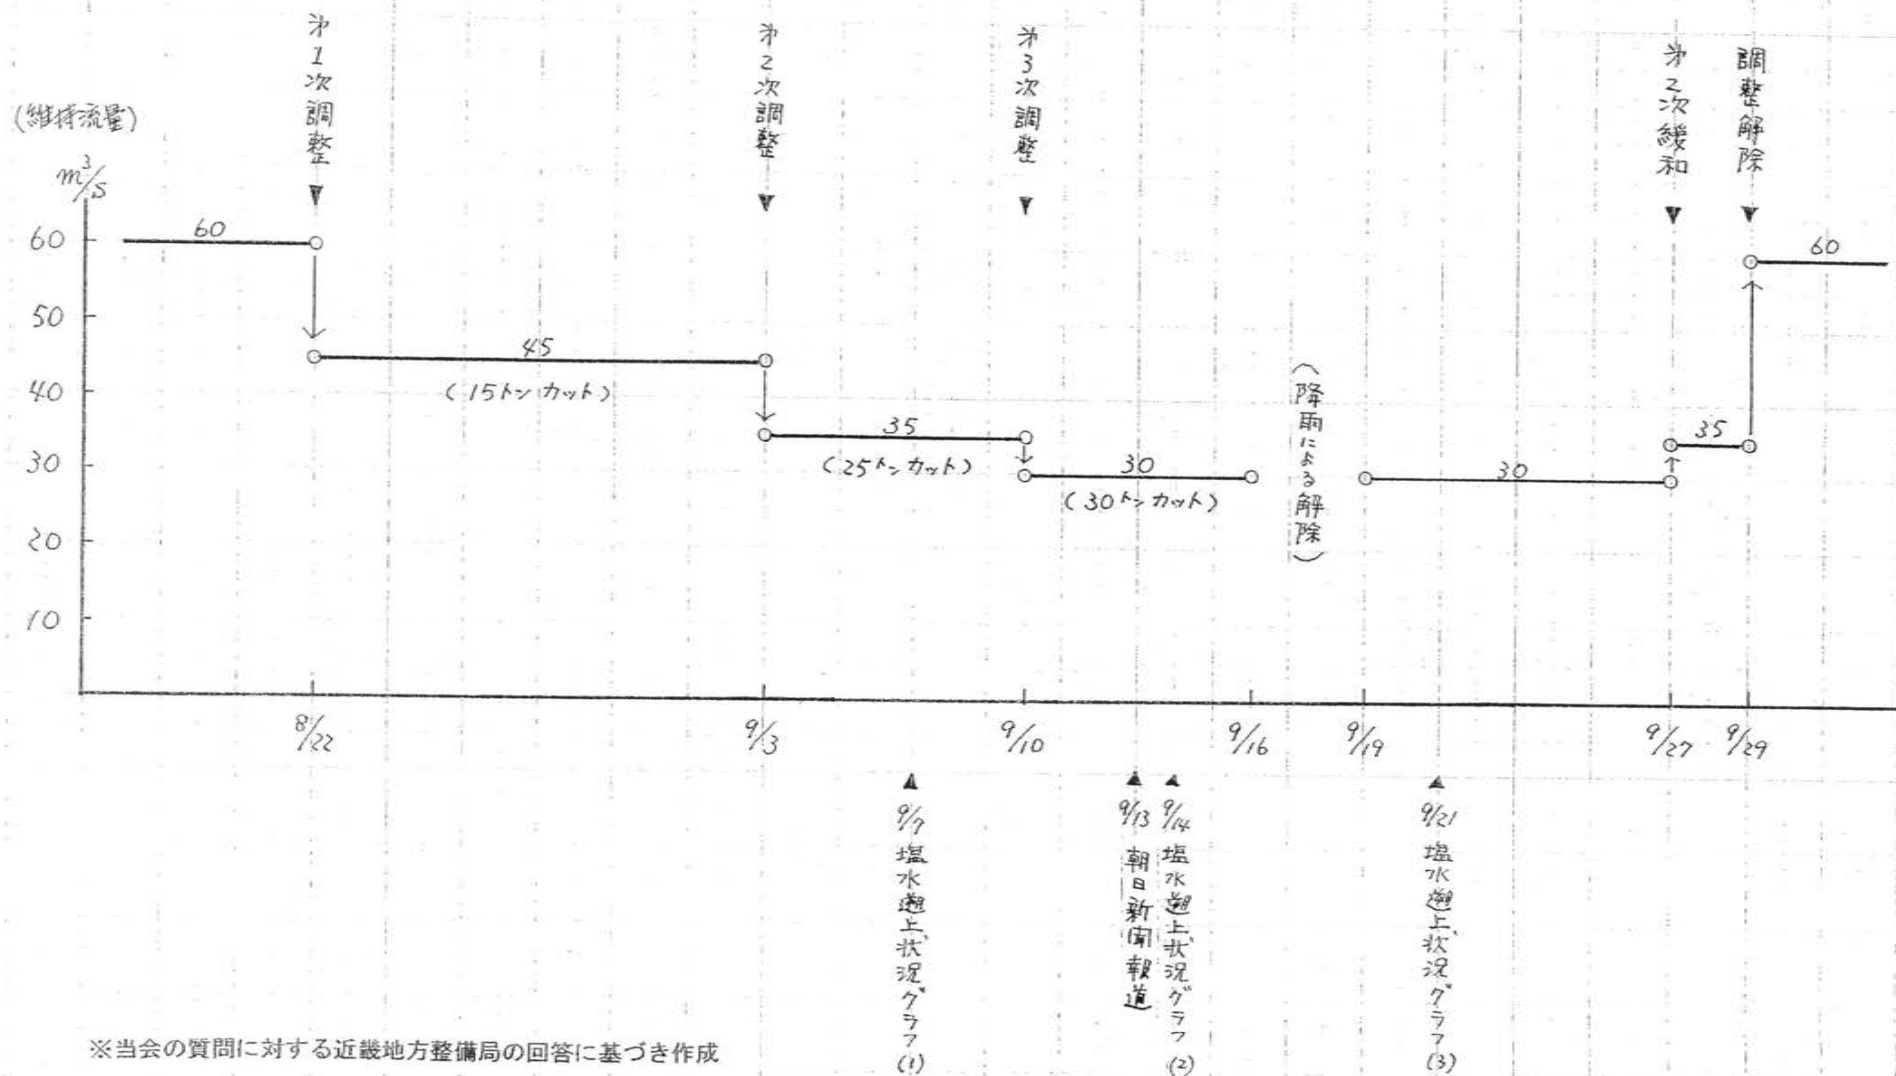 (維持流量)
m³/s
60
50
40
30
20
10
オ1次調整
オ2次調整
オ3次調整
オ2次緩和
調整解除
60
45
(15トンカット)
35
(25トンカット)
30
(30トンカット)
(降雨による解除)
30
35
60
8/22
9/3
9/10
9/16
9/19
9/27
9/29
9/7 塩水遡上状況グラフ(1)
9/13 朝日新聞報道
9/14 塩水遡上状況グラフ(2)
9/21 塩水遡上状況グラフ(3)
※当会の質問に対する近畿地方整備局の回答に基づき作成